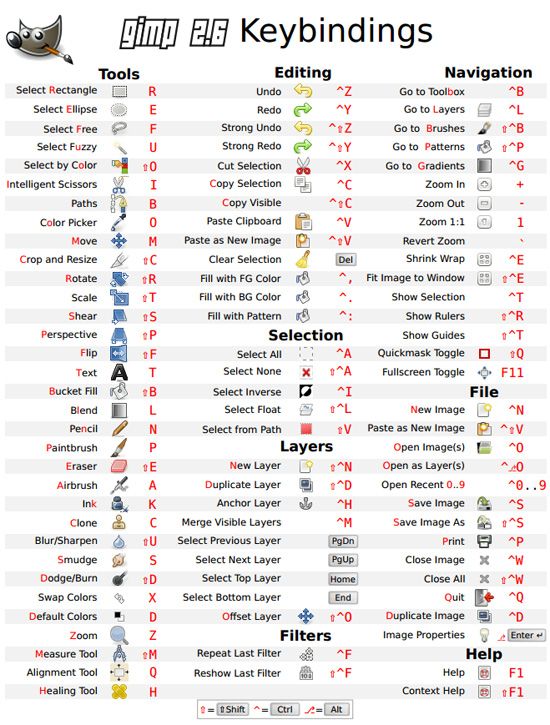 gimp 2.6 Keybindings
Tools
Select Rectangle R
Select Ellipse E
Select Free F
Select Fuzzy U
Select by Color ⇧O
Intelligent Scissors I
Paths B
Color Picker O
Move M
Crop and Resize ⇧C
Rotate ⇧R
Scale ⇧T
Shear ⇧S
Perspective ⇧P
Flip ⇧F
Text T
Bucket Fill ⇧B
Blend L
Pencil N
Paintbrush P
Eraser ⇧E
Airbrush A
Ink K
Clone C
Blur/Sharpen ⇧U
Smudge S
Dodge/Burn ⇧D
Swap Colors X
Default Colors D
Zoom Z
Measure Tool ⇧M
Alignment Tool Q
Healing Tool H
Editing
Undo ^Z
Redo ^Y
Strong Undo ^⇧Z
Strong Redo ^⇧Y
Cut Selection ^X
Copy Selection ^C
Copy Visible ^⇧C
Paste Clipboard ^V
Paste as New Image ^⇧V
Clear Selection Del
Fill with FG Color ^,
Fill with BG Color ^.
Fill with Pattern ^:
Selection
Select All ^A
Select None ⇧^A
Select Inverse ^I
Select Float ⇧^L
Select from Path ⇧V
Layers
New Layer ⇧^N
Duplicate Layer ⇧^D
Anchor Layer ^H
Merge Visible Layers ^M
Select Previous Layer PgDn
Select Next Layer PgUp
Select Top Layer Home
Select Bottom Layer End
Offset Layer ⇧^O
Filters
Repeat Last Filter ^F
Reshow Last Filter ⇧^F
Navigation
Go to Toolbox ^B
Go to Layers ^L
Go to Brushes ⇧^B
Go to Patterns ⇧^P
Go to Gradients ^G
Zoom In +
Zoom Out -
Zoom 1:1 1
Revert Zoom `
Shrink Wrap ^E
Fit Image to Window ⇧^E
Show Selection ^T
Show Rulers ⇧^R
Show Guides ⇧^T
Quickmask Toggle ⇧Q
Fullscreen Toggle F11
File
New Image ^N
Paste as New Image ⇧^V
Open Image(s) ^O
Open as Layer(s) ^⎇O
Open Recent 0..9 ^0..9
Save Image ^S
Save Image As ⇧^S
Print ^P
Close Image ^W
Close All ⇧^W
Quit ^Q
Duplicate Image ^D
Image Properties ⎇ Enter ↵
Help
Help F1
Context Help ⇧F1
⇧ = ⇧Shift ^ = Ctrl ⎇ = Alt